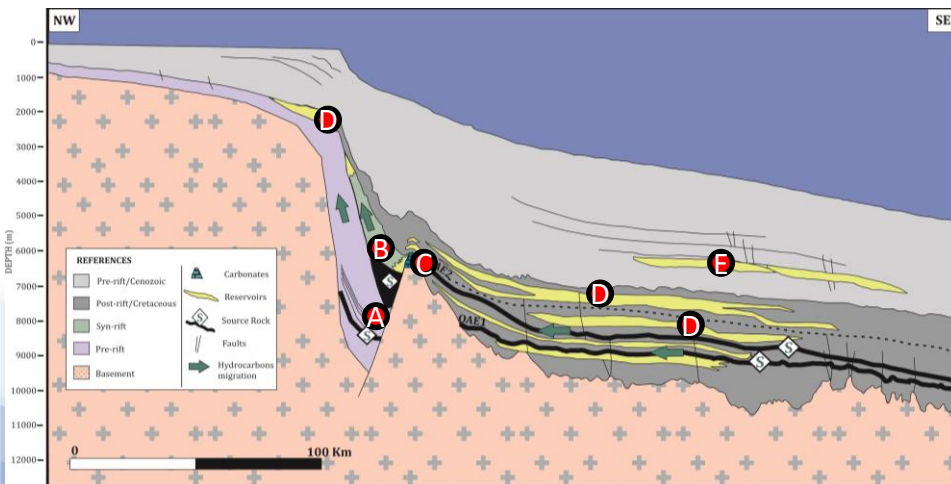 NW
SE
0
1000
2000
3000
4000
5000
6000
7000
8000
9000
10000
11000
12000
DEPTH (m)
D
B
C
E
A
D
D
S
S
S
S
OAE1
REFERENCES
Pre-rift/Cenozoic
Post-rift/Cretaceous
Syn-rift
Pre-rift
Basement
Carbonates
Reservoirs
S
Source Rock
Faults
Hydrocarbons
migration
0
100 Km